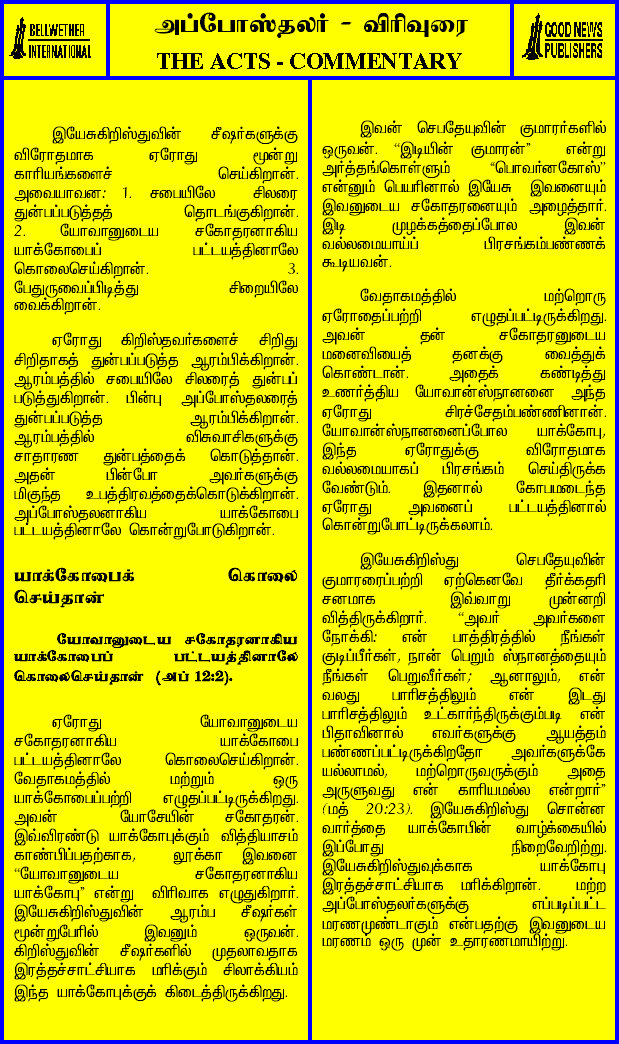 BELLWETHER
INTERNATIONAL
அப்போஸ்தலர் - விரிவுரை
THE ACTS - COMMENTARY
GOOD NEWS
PUBLISHERS
இயேசுகிறிஸ்துவின் சீஷர்களுக்கு
விரோதமாக ஏரோது மூன்று
காரியங்களைச் செய்கிறான்.
அவையாவன: 1. சபையிலே சிலரை
துன்பப்படுத்தத் தொடங்குகிறான்.
2. யோவானுடைய சகோதரனாகிய
யாக்கோபைப் பட்டயத்தினாலே
கொலைசெய்கிறான். 3.
பேதுருவைப்பிடித்து சிறையிலே
வைக்கிறான்.
ஏரோது கிறிஸ்தவர்களைச் சிறிது
சிறிதாகத் துன்பப்படுத்த ஆரம்பிக்கிறான்.
ஆரம்பத்தில் சபையிலே சிலரைத் துன்பப்
படுத்துகிறான். பின்பு அப்போஸ்தலரைத்
துன்பப்படுத்த ஆரம்பிக்கிறான்.
ஆரம்பத்தில் விசுவாசிகளுக்கு
சாதாரண துன்பத்தைக் கொடுத்தான்.
அதன் பின்போ அவர்களுக்கு
மிகுந்த உபத்திரவத்தைக்கொடுக்கிறான்.
அப்போஸ்தலனாகிய யாக்கோபை
பட்டயத்தினாலே கொன்றுபோடுகிறான்.
யாக்கோபைக் கொலை
செய்தான்
யோவானுடைய சகோதரனாகிய
யாக்கோபைப் பட்டயத்தினாலே
கொலைசெய்தான் (அப் 12:2).
ஏரோது யோவானுடைய
சகோதரனாகிய யாக்கோபை
பட்டயத்தினாலே கொலைசெய்கிறான்.
வேதாகமத்தில் மற்றும் ஒரு
யாக்கோபைப்பற்றி எழுதப்பட்டிருக்கிறது.
அவன் யோசேயின் சகோதரன்.
இவ்விரண்டு யாக்கோபுக்கும் வித்தியாசம்
காண்பிப்பதற்காக, லூக்கா இவனை
“யோவானுடைய சகோதரனாகிய
யாக்கோபு” என்று விரிவாக எழுதுகிறார்.
இயேசுகிறிஸ்துவின் ஆரம்ப சீஷர்கள்
மூன்றுபேரில் இவனும் ஒருவன்.
கிறிஸ்துவின் சீஷர்களில் முதலாவதாக
இரத்தச்சாட்சியாக மரிக்கும் சிலாக்கியம்
இந்த யாக்கோபுக்குக் கிடைத்திருக்கிறது.
இவன் செபதேயுவின் குமாரர்களில்
ஒருவன். “இடியின் குமாரன்” என்று
அர்த்தங்கொள்ளும் “பொவர்னகோஸ்”
என்னும் பெயரினால் இயேசு இவனையும்
இவனுடைய சகோதரனையும் அழைத்தார்.
இடி முழக்கத்தைப்போல இவன்
வல்லமையாய்ப் பிரசங்கம்பண்ணக்
கூடியவன்.
வேதாகமத்தில் மற்றொரு
ஏரோதைப்பற்றி எழுதப்பட்டிருக்கிறது.
அவன் தன் சகோதரனுடைய
மனைவியைத் தனக்கு வைத்துக்
கொண்டான். அதைக் கண்டித்து
உணர்த்திய யோவான்ஸ்நானனை அந்த
ஏரோது சிரச்சேதம்பண்ணினான்.
யோவான்ஸ்நானனைப்போல யாக்கோபு,
இந்த ஏரோதுக்கு விரோதமாக
வல்லமையாகப் பிரசங்கம் செய்திருக்க
வேண்டும். இதனால் கோபமடைந்த
ஏரோது அவனைப் பட்டயத்தினால்
கொன்றுபோட்டிருக்கலாம்.
இயேசுகிறிஸ்து செபதேயுவின்
குமாரரைப்பற்றி ஏற்கெனவே தீர்க்கதரி
சனமாக இவ்வாறு முன்னறி
வித்திருக்கிறார். “அவர் அவர்களை
நோக்கி: என் பாத்திரத்தில் நீங்கள்
குடிப்பீர்கள், நான் பெறும் ஸ்நானத்தையும்
நீங்கள் பெறுவீர்கள்; ஆனாலும், என்
வலது பாரிசத்திலும் என் இடது
பாரிசத்திலும் உட்கார்ந்திருக்கும்படி என்
பிதாவினால் எவர்களுக்கு ஆயத்தம்
பண்ணப்பட்டிருக்கிறதோ அவர்களுக்கே
யல்லாமல், மற்றொருவருக்கும் அதை
அருளுவது என் காரியமல்ல என்றார்”
(மத் 20:23). இயேசுகிறிஸ்து சொன்ன
வார்த்தை யாக்கோபின் வாழ்க்கையில்
இப்போது நிறைவேறிற்று.
இயேசுகிறிஸ்துவுக்காக யாக்கோபு
இரத்தச்சாட்சியாக மரிக்கிறான். மற்ற
அப்போஸ்தலர்களுக்கு எப்படிப்பட்ட
மரணமுண்டாகும் என்பதற்கு இவனுடைய
மரணம் ஒரு முன் உதாரணமாயிற்று.